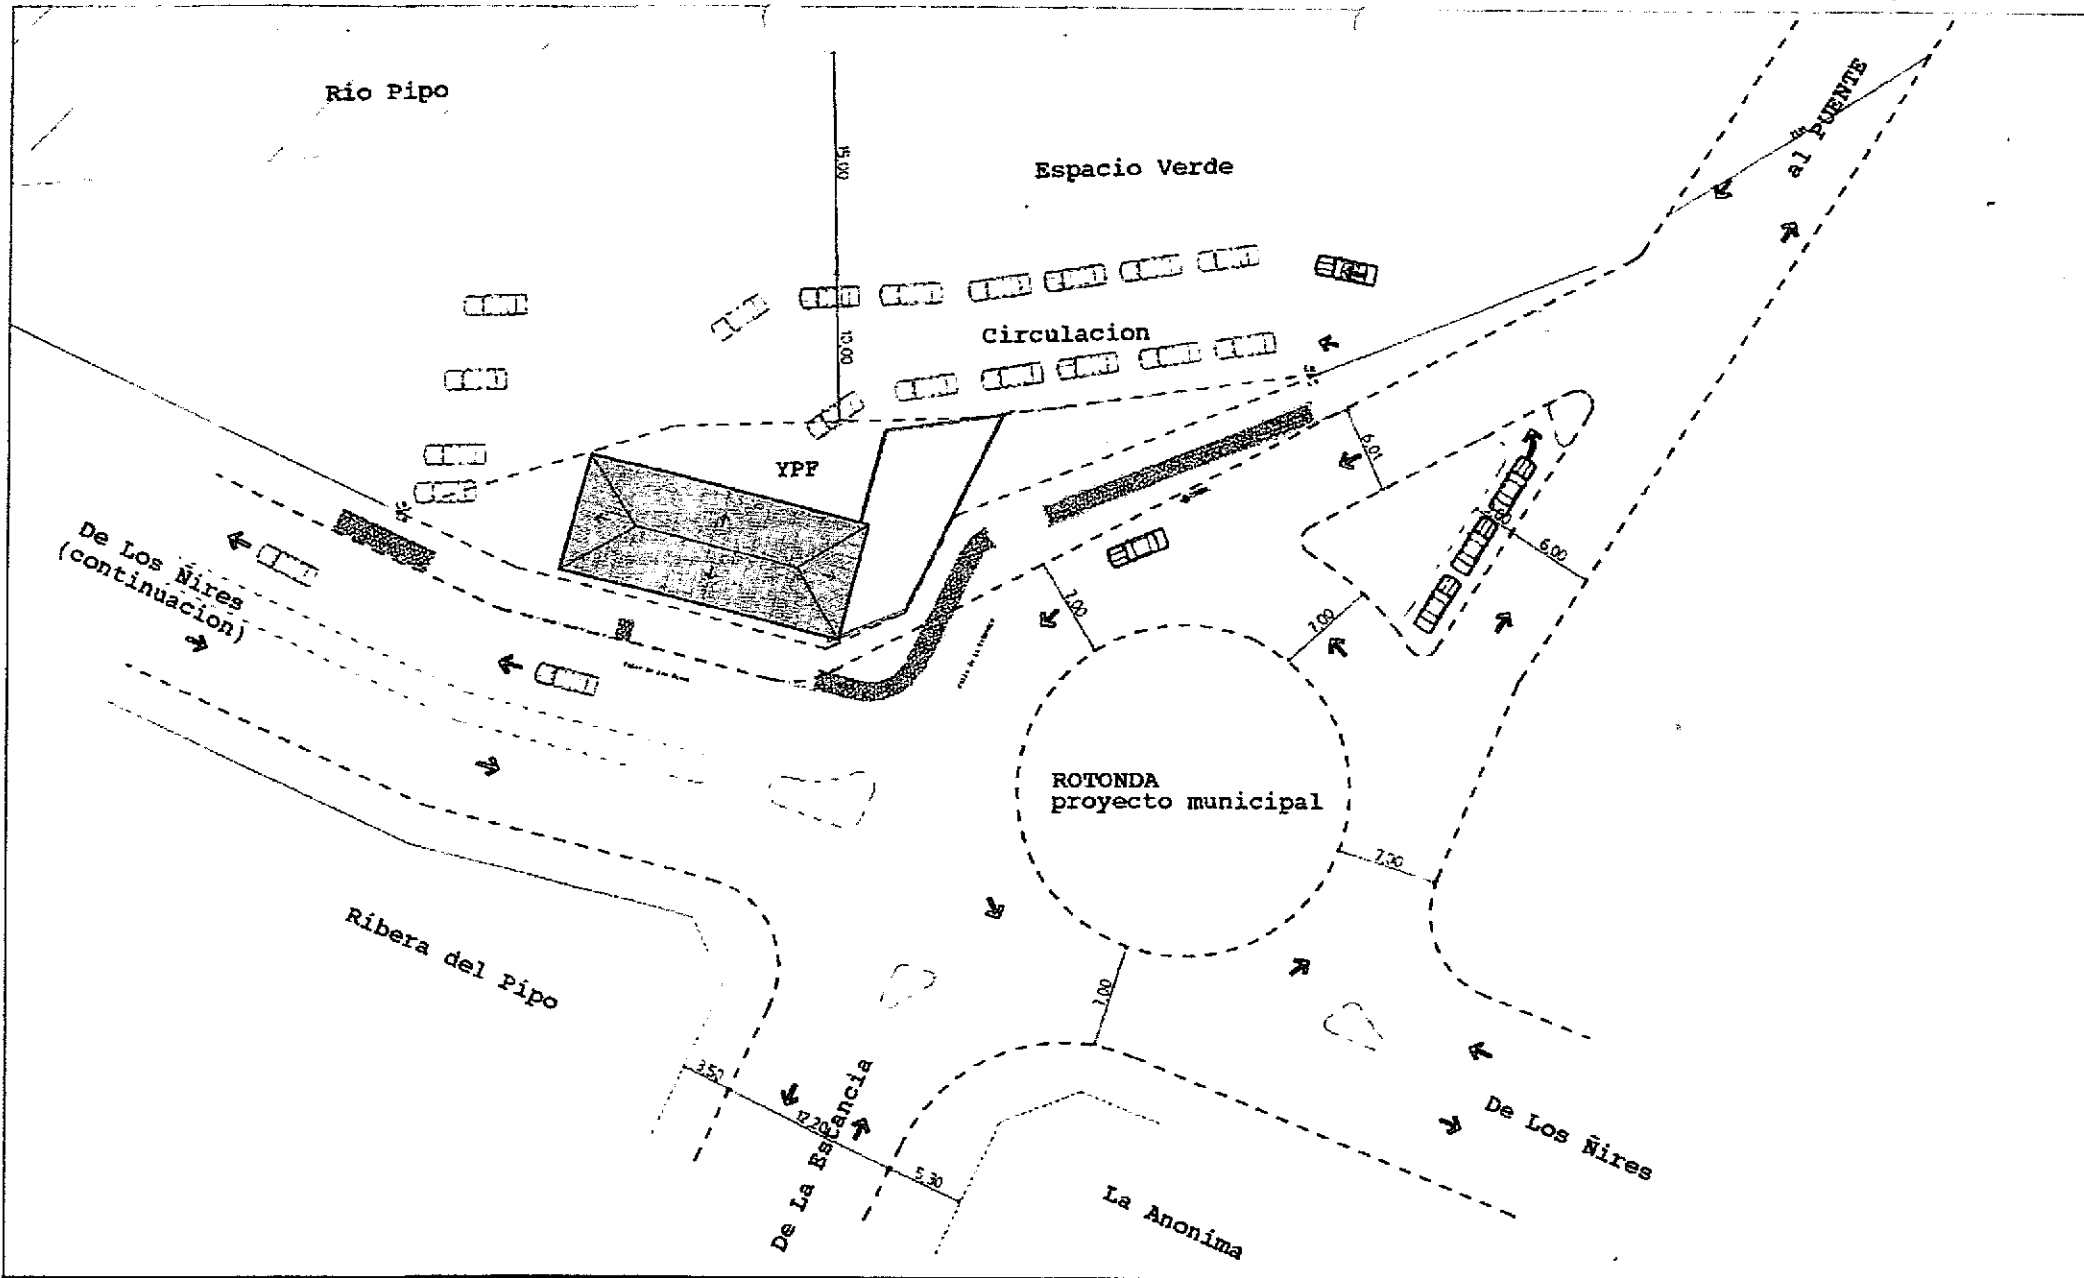 Rio Pipo
al PUENTE
15,00
Espacio Verde
10,00
Circulacion
YPF
6,01
De Los Ñires
(continuacion)
6,00
7,00
7,00
ROTONDA
proyecto municipal
7,00
Ribera del Pipo
7,00
3,50
12,20
De La Estancia
5,30
De Los Ñires
La Anonima